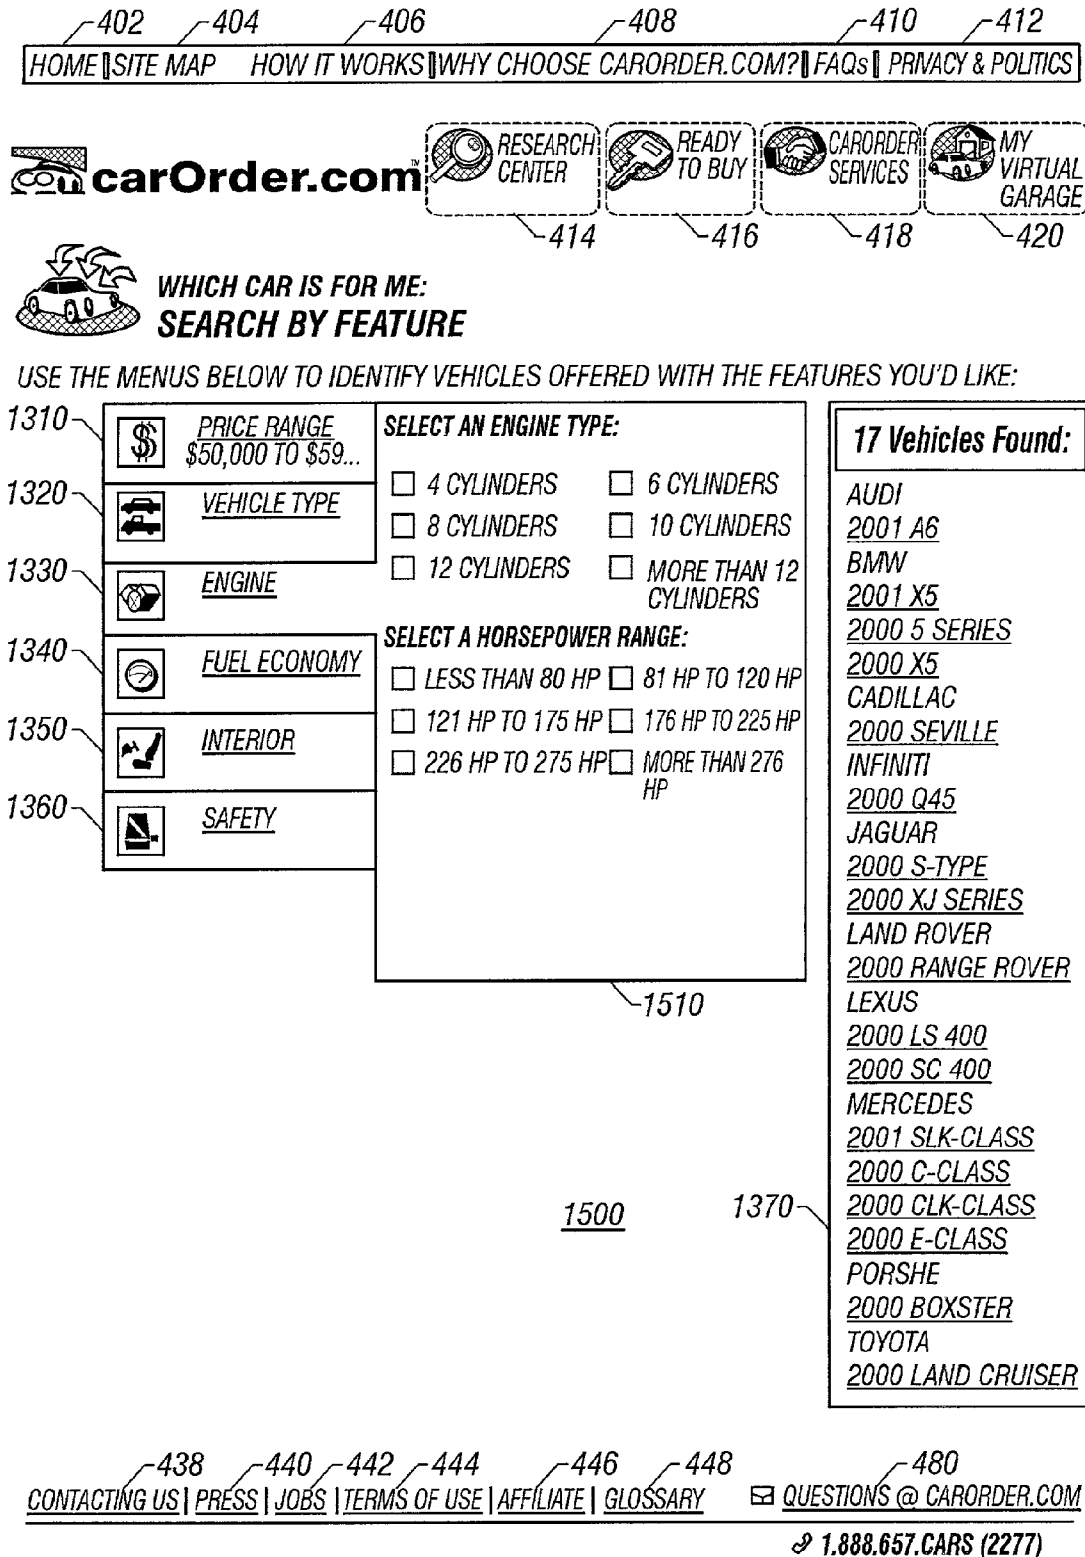 402 404 406 408 410 412
HOME SITE MAP HOW IT WORKS WHY CHOOSE CARORDER.COM? FAQs PRIVACY & POLITICS
carOrder.com™
RESEARCH
CENTER
READY
TO BUY
CARORDER
SERVICES
MY
VIRTUAL
GARAGE
414 416 418 420
WHICH CAR IS FOR ME:
SEARCH BY FEATURE
USE THE MENUS BELOW TO IDENTIFY VEHICLES OFFERED WITH THE FEATURES YOU'D LIKE:
1310
$
PRICE RANGE
$50,000 TO $59...
1320
VEHICLE TYPE
1330
ENGINE
1340
FUEL ECONOMY
1350
INTERIOR
1360
SAFETY
SELECT AN ENGINE TYPE:
4 CYLINDERS 6 CYLINDERS
8 CYLINDERS 10 CYLINDERS
12 CYLINDERS MORE THAN 12
CYLINDERS
SELECT A HORSEPOWER RANGE:
LESS THAN 80 HP 81 HP TO 120 HP
121 HP TO 175 HP 176 HP TO 225 HP
226 HP TO 275 HP MORE THAN 276
HP
1510
17 Vehicles Found:
AUDI
2001 A6
BMW
2001 X5
2000 5 SERIES
2000 X5
CADILLAC
2000 SEVILLE
INFINITI
2000 Q45
JAGUAR
2000 S-TYPE
2000 XJ SERIES
LAND ROVER
2000 RANGE ROVER
LEXUS
2000 LS 400
2000 SC 400
MERCEDES
2001 SLK-CLASS
2000 C-CLASS
2000 CLK-CLASS
2000 E-CLASS
PORSHE
2000 BOXSTER
TOYOTA
2000 LAND CRUISER
1500
1370
438 440 442 444 446 448 480
CONTACTING US | PRESS | JOBS | TERMS OF USE | AFFILIATE | GLOSSARY QUESTIONS @ CARORDER.COM
1.888.657.CARS (2277)